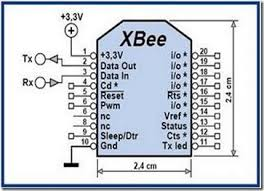 XBee
+3,3V
Tx
Rx
1 +3,3V
2 Data Out
3 Data In
4 Cd*
5 Reset
6 Pwm
7 nc
8 nc
9 Sleep/Dtr
10 Gnd
i/o* 20
i/o* 19
i/o* 18
i/o* 17
Rts* 16
i/o* 15
Vref* 14
Status 13
Cts* 12
Tx led 11
2,4 cm
2,4 cm